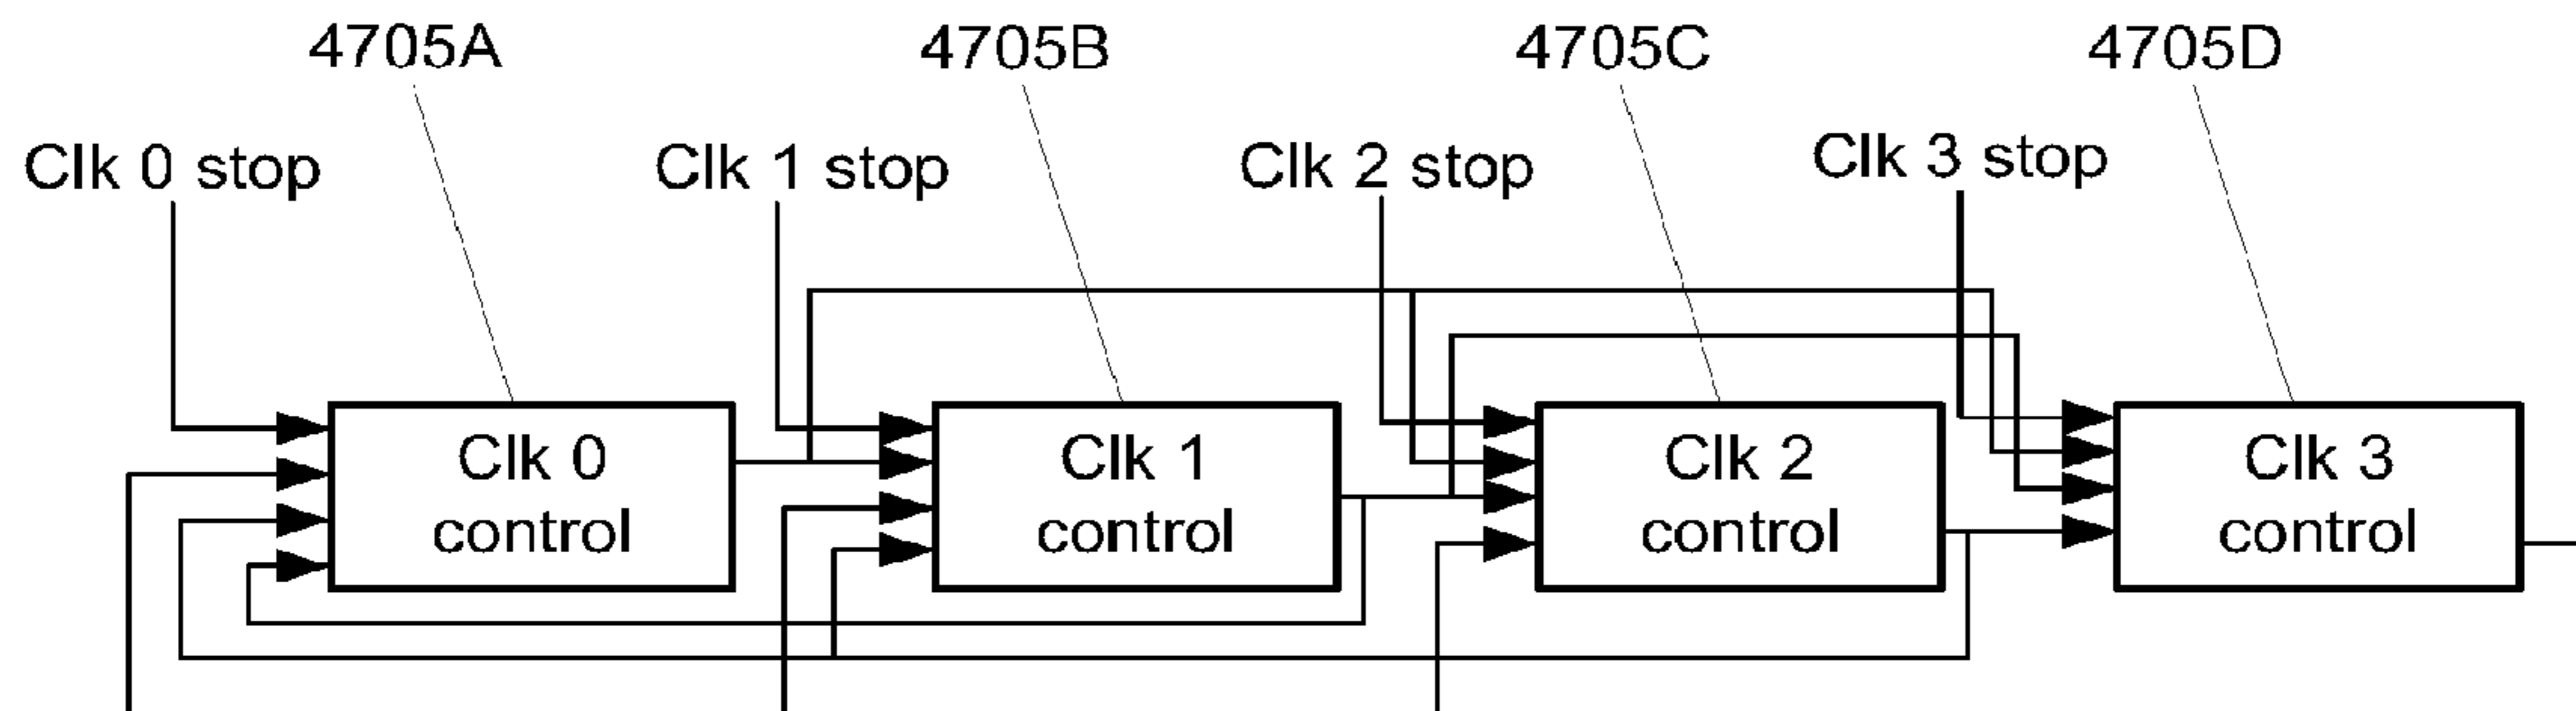 4705A
4705B
4705C
4705D
Clk 0 stop
Clk 1 stop
Clk 2 stop
Clk 3 stop
Clk 0
control
Clk 1
control
Clk 2
control
Clk 3
control